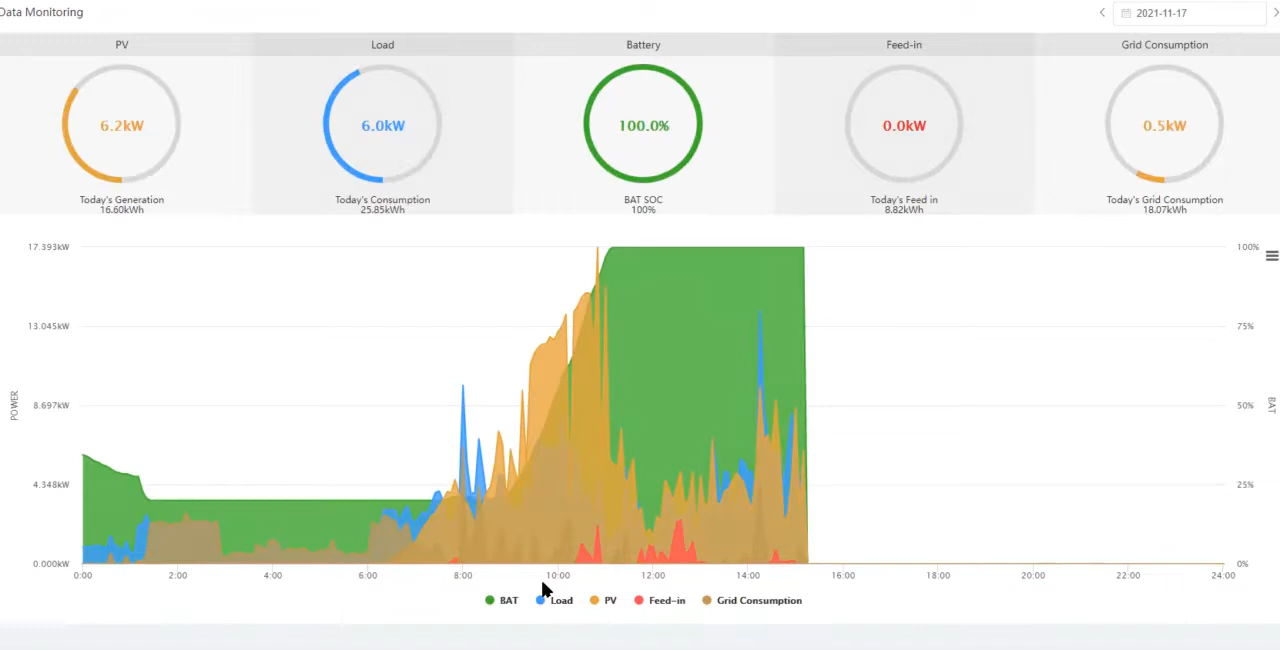 Data Monitoring
2021-11-17
PV
Load
Battery
Feed-in
Grid Consumption
6.2kW
6.0kW
100.0%
0.0kW
0.5kW
Today's Generation
16.60kWh
Today's Consumption
25.85kWh
BAT SOC
100%
Today's Feed in
8.82kWh
Today's Grid Consumption
18.07kWh
17.393kW
13.045kW
8.697kW
4.348kW
0.000kW
POWER
100%
75%
50%
25%
0%
BAT
0:00 2:00 4:00 6:00 8:00 10:00 12:00 14:00 16:00 18:00 20:00 22:00 24:00
BAT Load PV Feed-in Grid Consumption